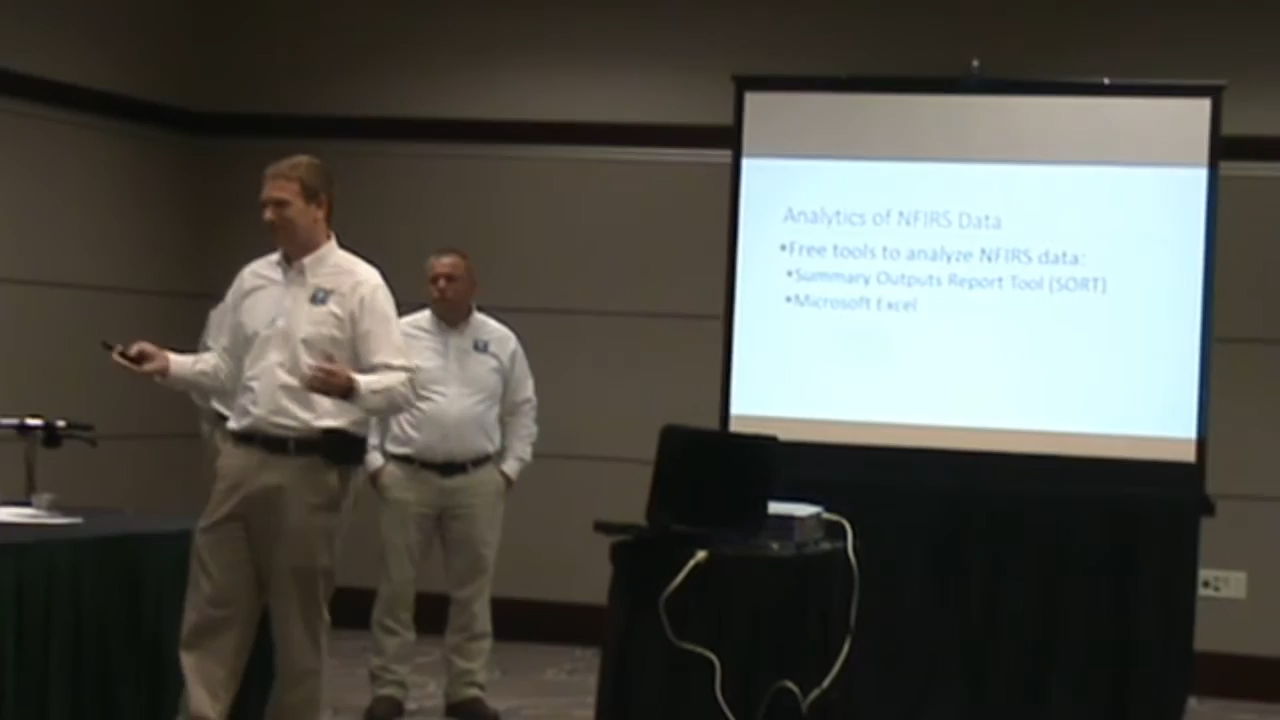 Analytics of NFIRS Data
•Free tools to analyze NFIRS data:
•Summary Outputs Report Tool (SORT)
•Microsoft Excel